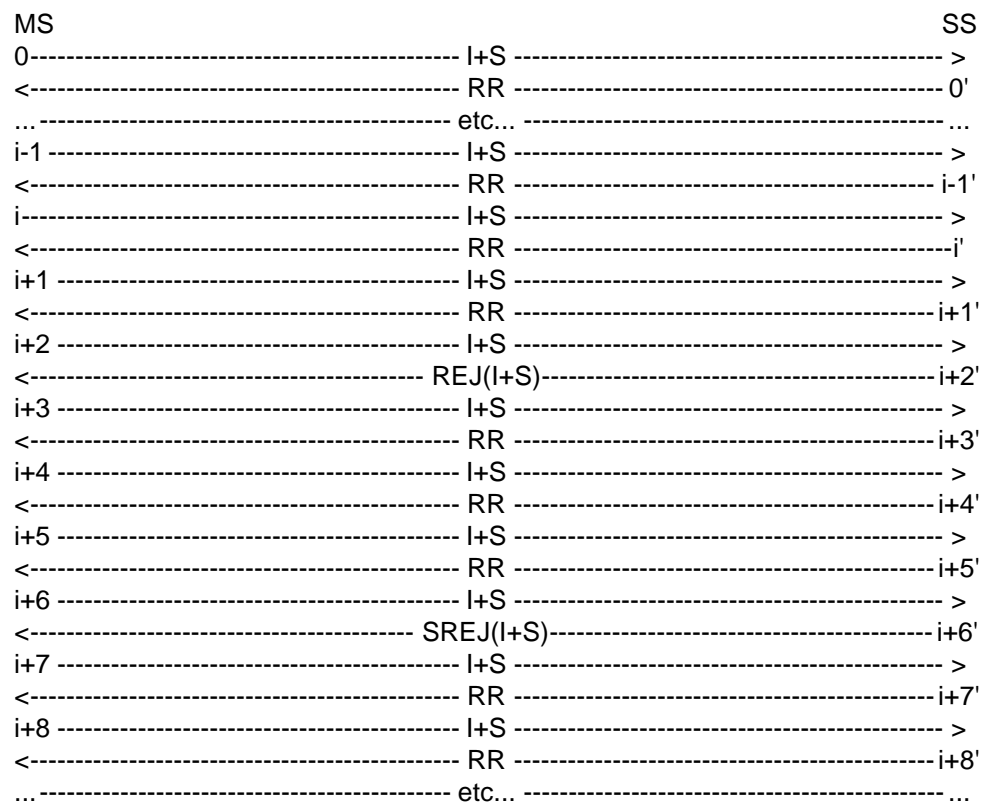 MS SS
0------------------------------------------------ I+S ------------------------------------------------ >
<------------------------------------------------ RR ------------------------------------------------ 0'
...---------------------------------------------- etc... ----------------------------------------------- ...
i-1 ---------------------------------------------- I+S ------------------------------------------------ >
<------------------------------------------------ RR ----------------------------------------------- i-1'
i------------------------------------------------- I+S ------------------------------------------------ >
<------------------------------------------------ RR -------------------------------------------------i'
i+1 --------------------------------------------- I+S ------------------------------------------------ >
<------------------------------------------------ RR -----------------------------------------------i+1'
i+2 --------------------------------------------- I+S ------------------------------------------------ >
<-------------------------------------------- REJ(I+S)--------------------------------------------i+2'
i+3 --------------------------------------------- I+S ------------------------------------------------ >
<------------------------------------------------ RR -----------------------------------------------i+3'
i+4 --------------------------------------------- I+S ------------------------------------------------ >
<------------------------------------------------ RR -----------------------------------------------i+4'
i+5 --------------------------------------------- I+S ------------------------------------------------ >
<------------------------------------------------ RR -----------------------------------------------i+5'
i+6 --------------------------------------------- I+S ------------------------------------------------ >
<------------------------------------------- SREJ(I+S)-------------------------------------------i+6'
i+7 --------------------------------------------- I+S ------------------------------------------------ >
<------------------------------------------------ RR -----------------------------------------------i+7'
i+8 --------------------------------------------- I+S ------------------------------------------------ >
<------------------------------------------------ RR -----------------------------------------------i+8'
...---------------------------------------------- etc... ----------------------------------------------- ...